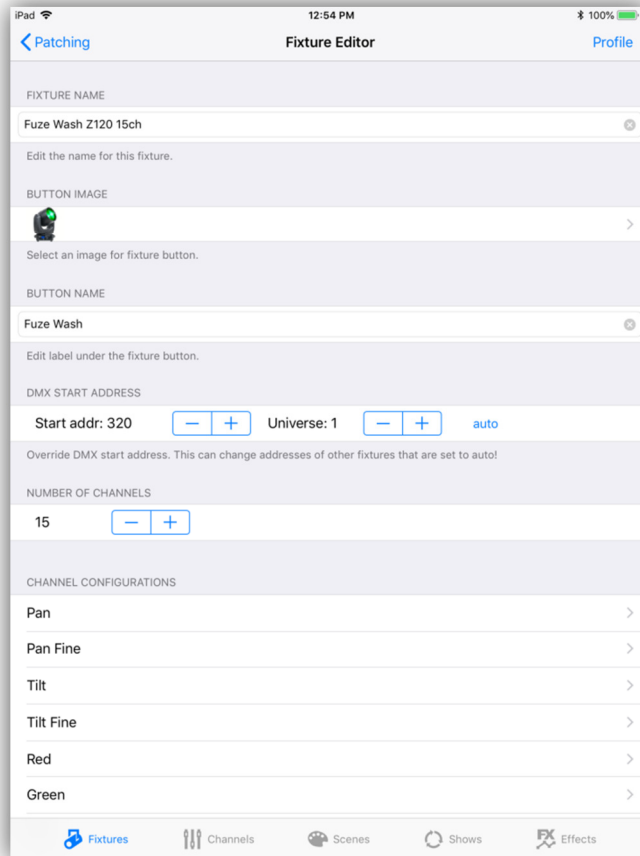 iPad 12:54 PM 100%
Patching Fixture Editor Profile
FIXTURE NAME
Fuze Wash Z120 15ch
Edit the name for this fixture.
BUTTON IMAGE
Select an image for fixture button.
BUTTON NAME
Fuze Wash
Edit label under the fixture button.
DMX START ADDRESS
Start addr: 320 − + Universe: 1 − + auto
Override DMX start address. This can change addresses of other fixtures that are set to auto!
NUMBER OF CHANNELS
15 − +
CHANNEL CONFIGURATIONS
Pan
Pan Fine
Tilt
Tilt Fine
Red
Green
Fixtures Channels Scenes Shows FX Effects